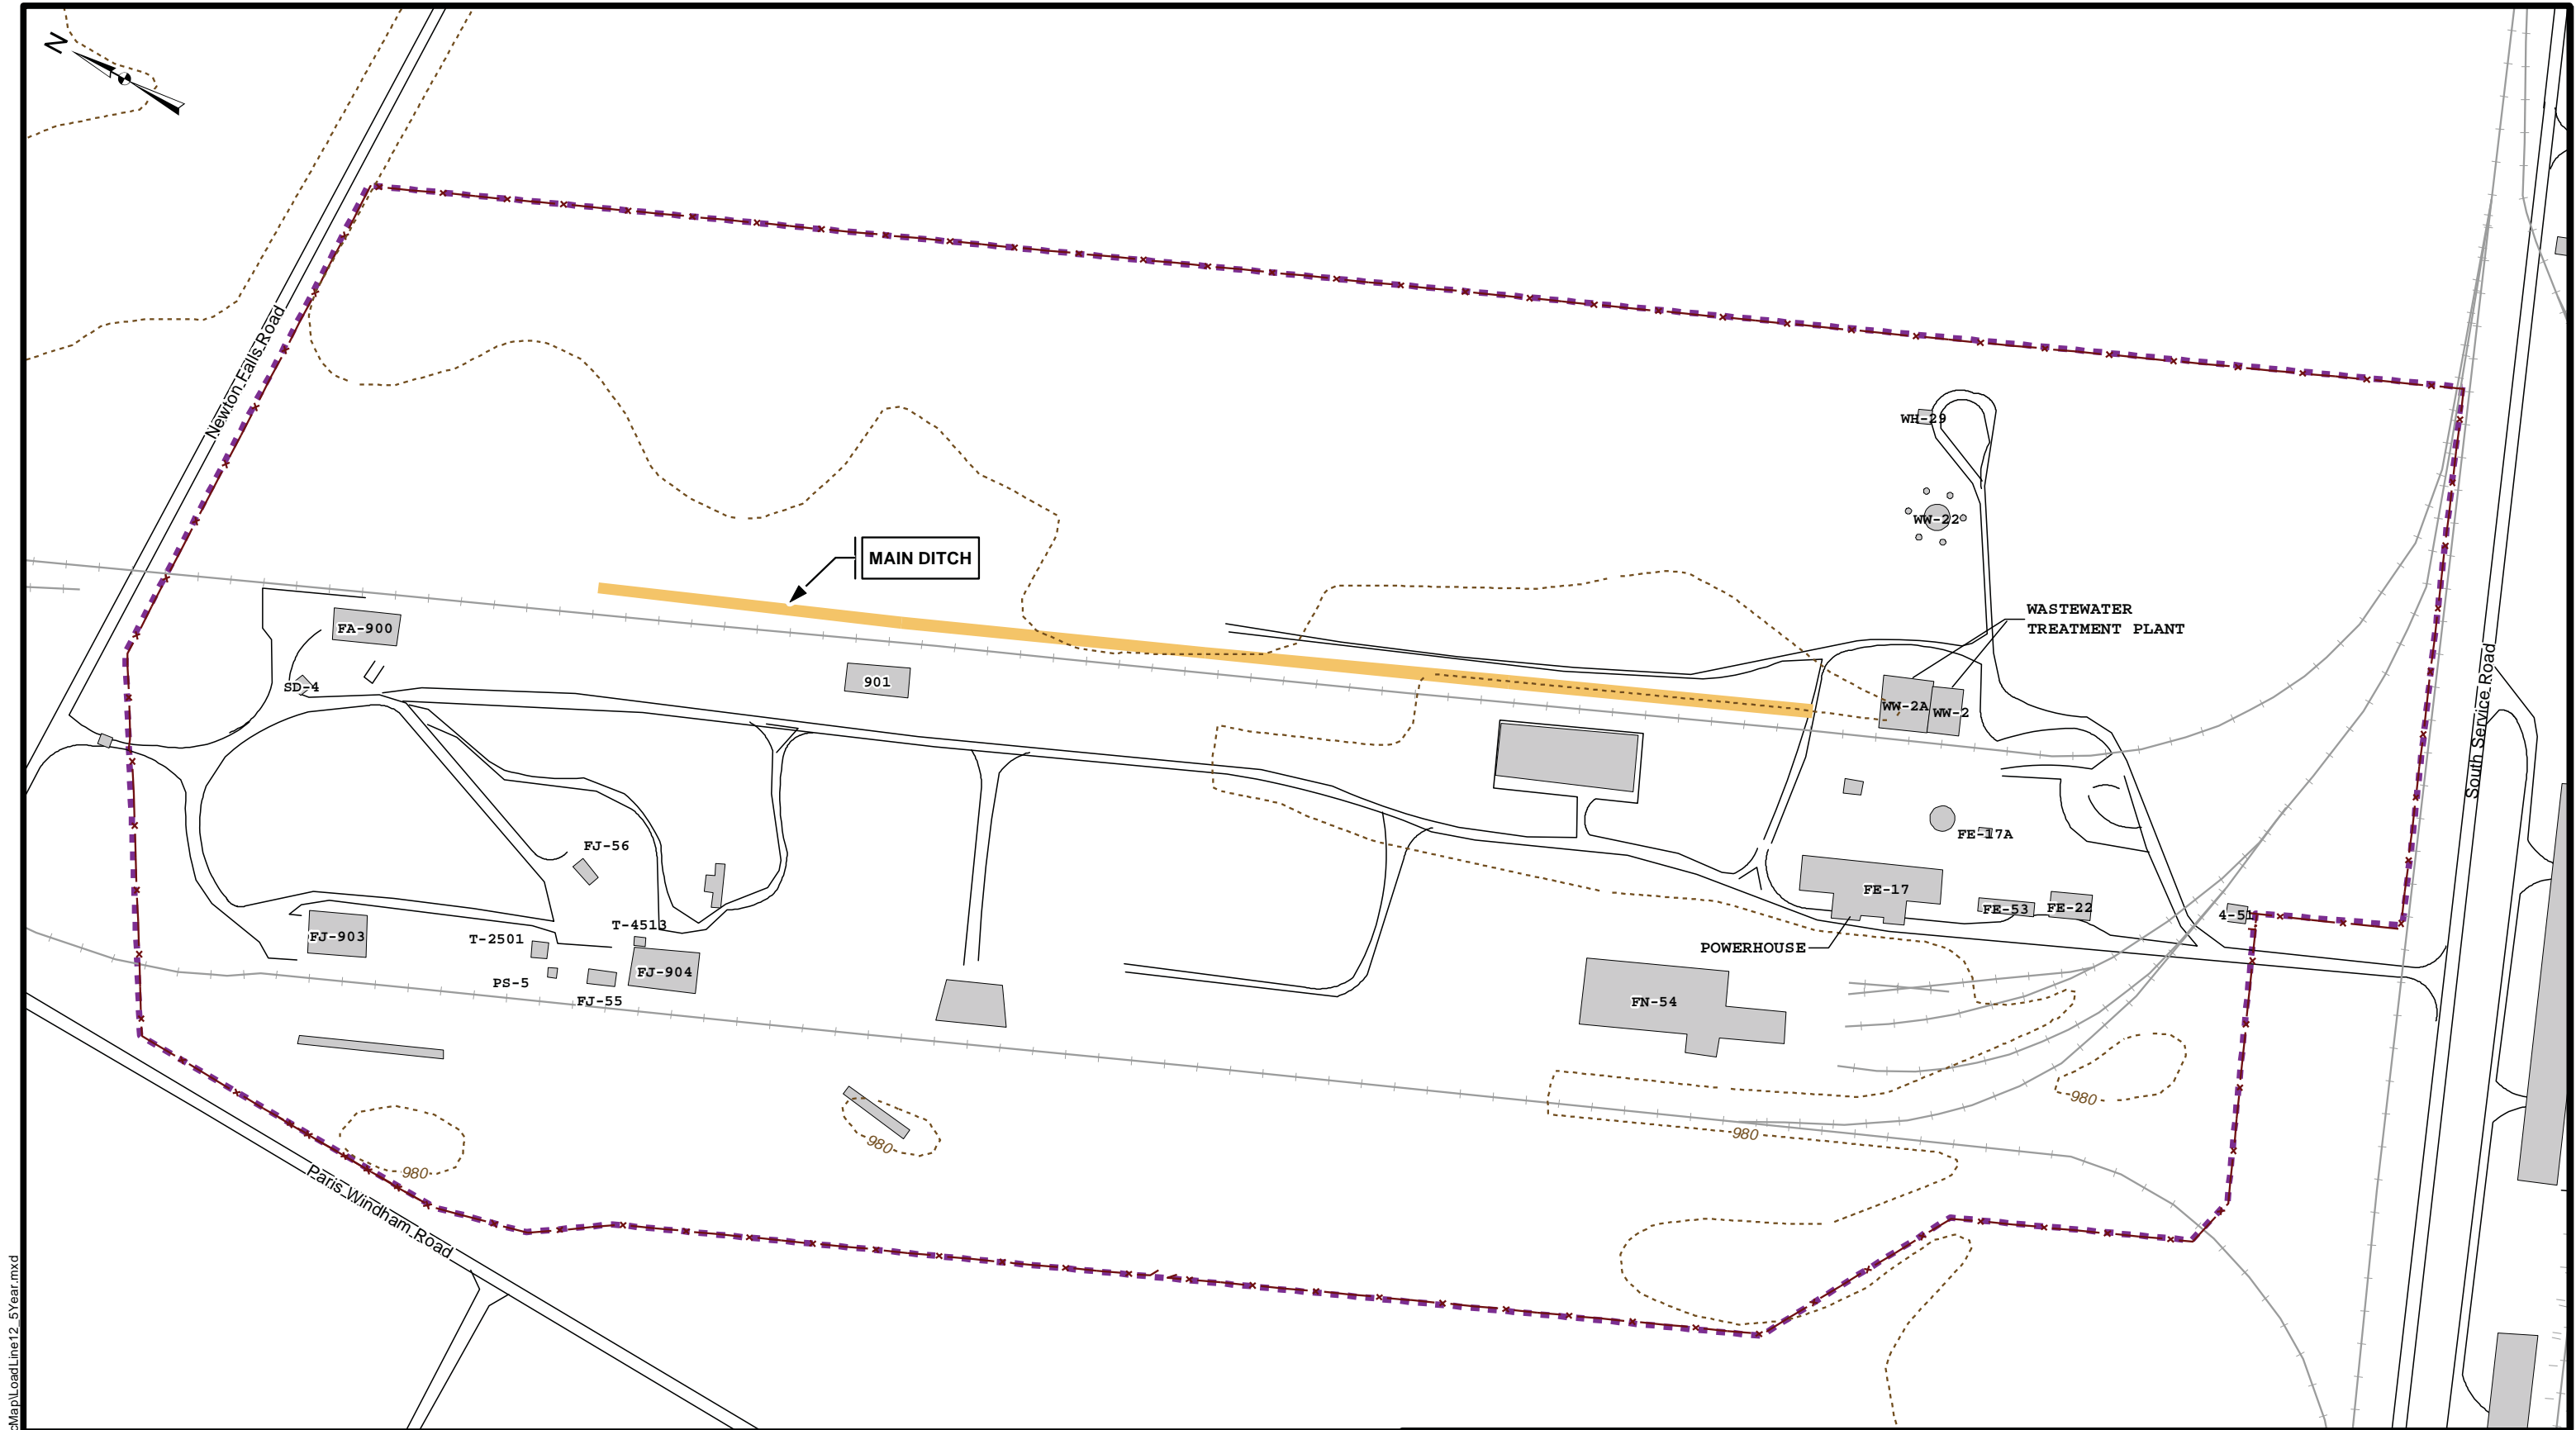 N
Newton Falls Road
WH-29
WW-22
MAIN DITCH
WASTEWATER
TREATMENT PLANT
FA-900
901
SD-4
WW-2A
WW-2
South Service Road
FE-17A
FJ-56
FE-17
FE-53
FE-22
4-51
T-4513
T-2501
FJ-903
POWERHOUSE
FJ-904
PS-5
FJ-55
FN-54
980
980
980
980
Paris Windham Road
cMap\LoadLine12_5Year.mxd